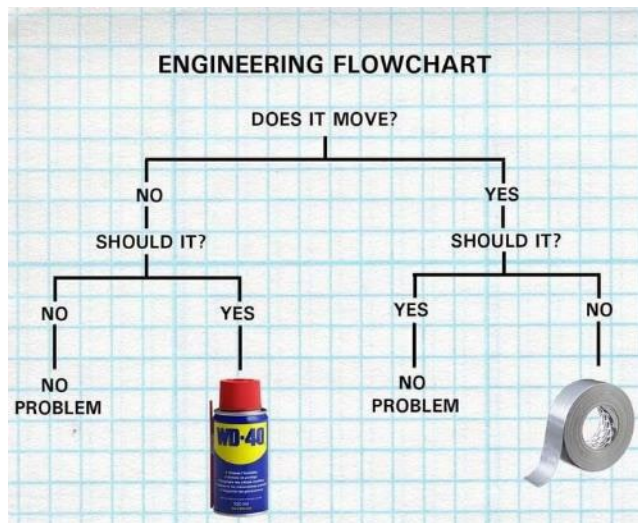 ENGINEERING FLOWCHART
DOES IT MOVE?
NO
YES
SHOULD IT?
SHOULD IT?
NO
YES
YES
NO
NO
PROBLEM
NO
PROBLEM
WD-40